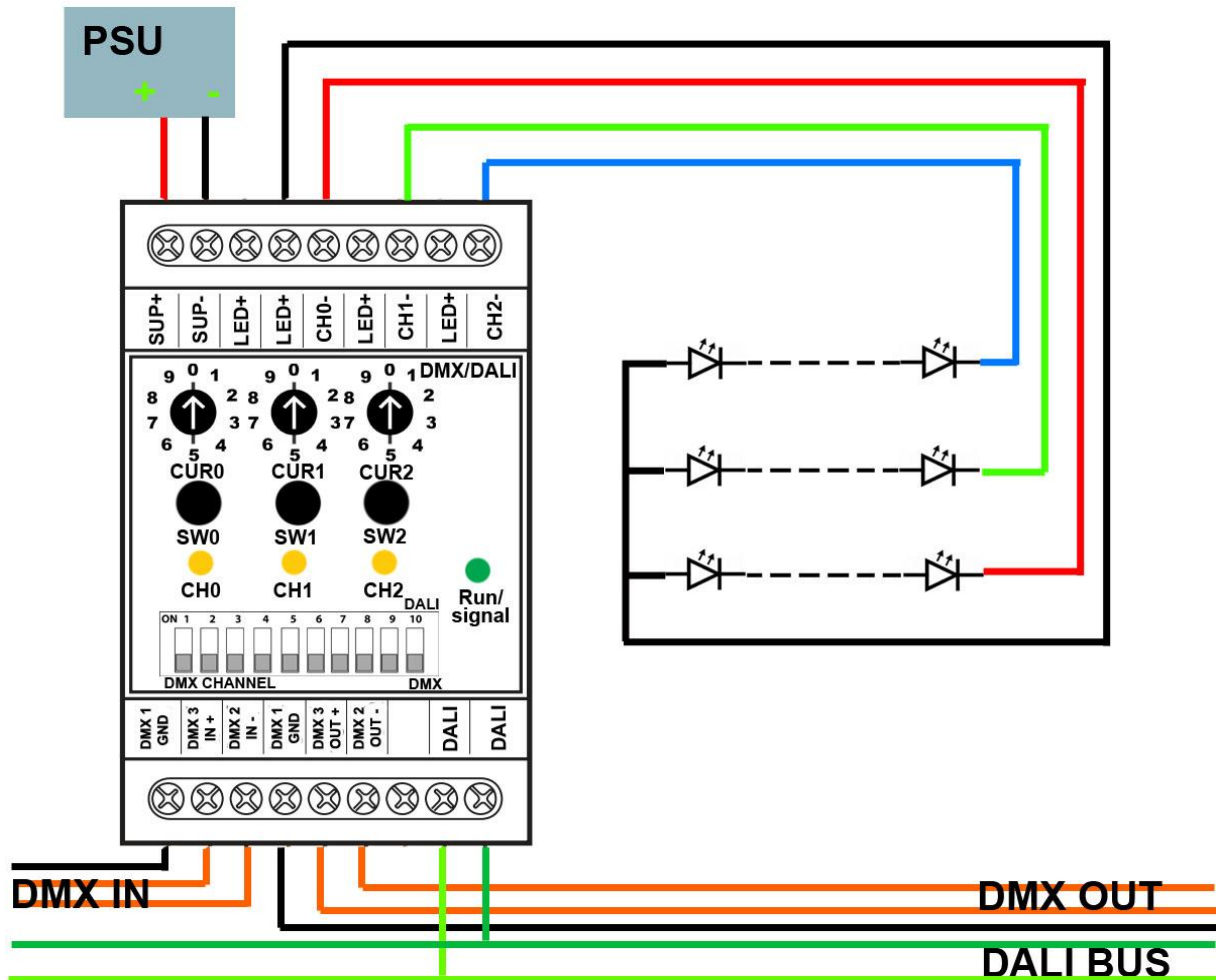 PSU
+ -
SUP+ SUP- LED+ LED+ CH0- LED+ CH1- LED+ CH2-
DMX/DALI
0 1 2 3 4 5 6 7 8 9
0 1 2 3 4 5 6 7 8 9
0 1 2 3 4 5 6 7 8 9
CUR0 CUR1 CUR2
SW0 SW1 SW2
CH0 CH1 CH2
Run/
signal
DALI
ON 1 2 3 4 5 6 7 8 9 10
DMX CHANNEL DMX
DMX 1
GND
DMX 3
IN +
DMX 2
IN -
DMX 1
GND
DMX 3
OUT +
DMX 2
OUT -
DALI
DALI
DMX IN
DMX OUT
DALI BUS